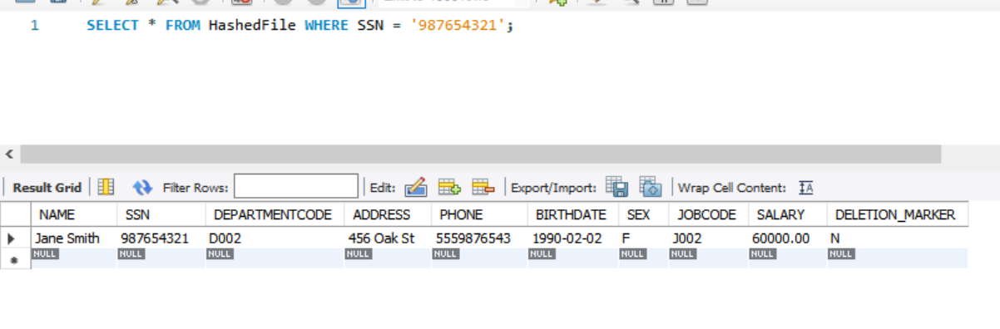 1 SELECT * FROM HashedFile WHERE SSN = '987654321';
Result Grid Filter Rows: Edit: Export/Import: Wrap Cell Content:
NAME SSN DEPARTMENTCODE ADDRESS PHONE BIRTHDATE SEX JOBCODE SALARY DELETION_MARKER
Jane Smith 987654321 D002 456 Oak St 5559876543 1990-02-02 F J002 60000.00 N
NULL NULL NULL NULL NULL NULL NULL NULL NULL NULL